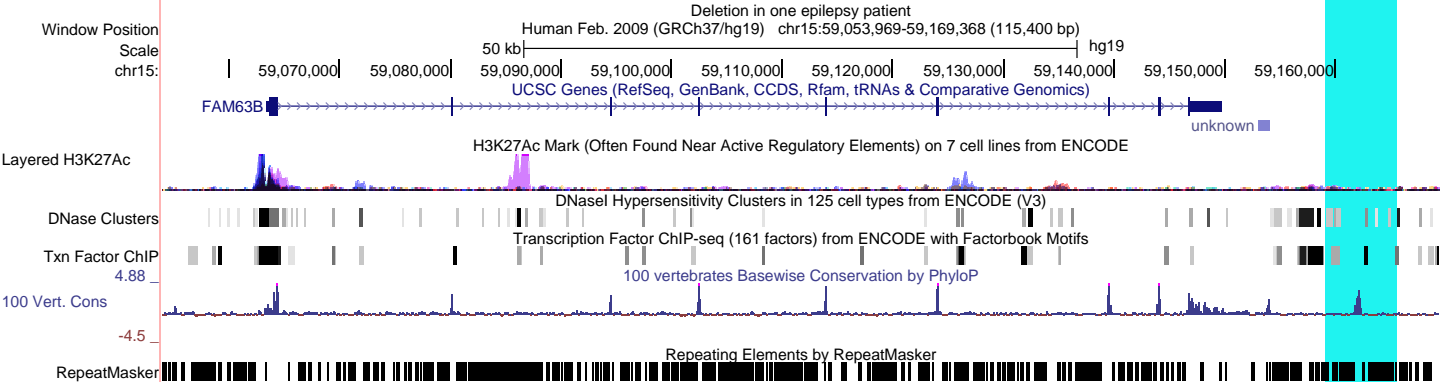 Deletion in one epilepsy patient
Window Position Human Feb. 2009 (GRCh37/hg19) chr15:59,053,969-59,169,368 (115,400 bp)
Scale 50 kb hg19
chr15: 59,070,000 59,080,000 59,090,000 59,100,000 59,110,000 59,120,000 59,130,000 59,140,000 59,150,000 59,160,000
UCSC Genes (RefSeq, GenBank, CCDS, Rfam, tRNAs & Comparative Genomics)
FAM63B
unknown
H3K27Ac Mark (Often Found Near Active Regulatory Elements) on 7 cell lines from ENCODE
Layered H3K27Ac
DNaseI Hypersensitivity Clusters in 125 cell types from ENCODE (V3)
DNase Clusters
Transcription Factor ChIP-seq (161 factors) from ENCODE with Factorbook Motifs
Txn Factor ChIP
4.88 _ 100 vertebrates Basewise Conservation by PhyloP
100 Vert. Cons
-4.5 _
Repeating Elements by RepeatMasker
RepeatMasker